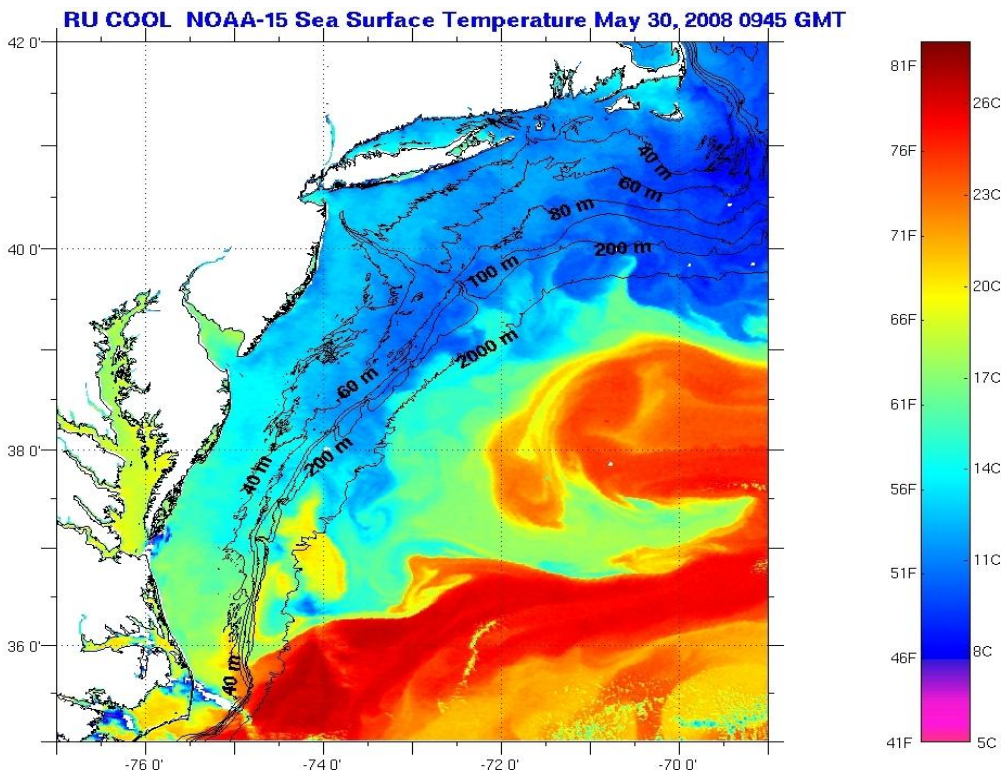 RU COOL NOAA-15 Sea Surface Temperature May 30, 2008 0945 GMT
42 0'
40 0'
38 0'
36 0'
-76 0'
-74 0'
-72 0'
-70 0'
40 m
60 m
80 m
100 m
200 m
2000 m
60 m
200 m
40 m
40 m
81F
76F
71F
66F
61F
56F
51F
46F
41F
26C
23C
20C
17C
14C
11C
8C
5C